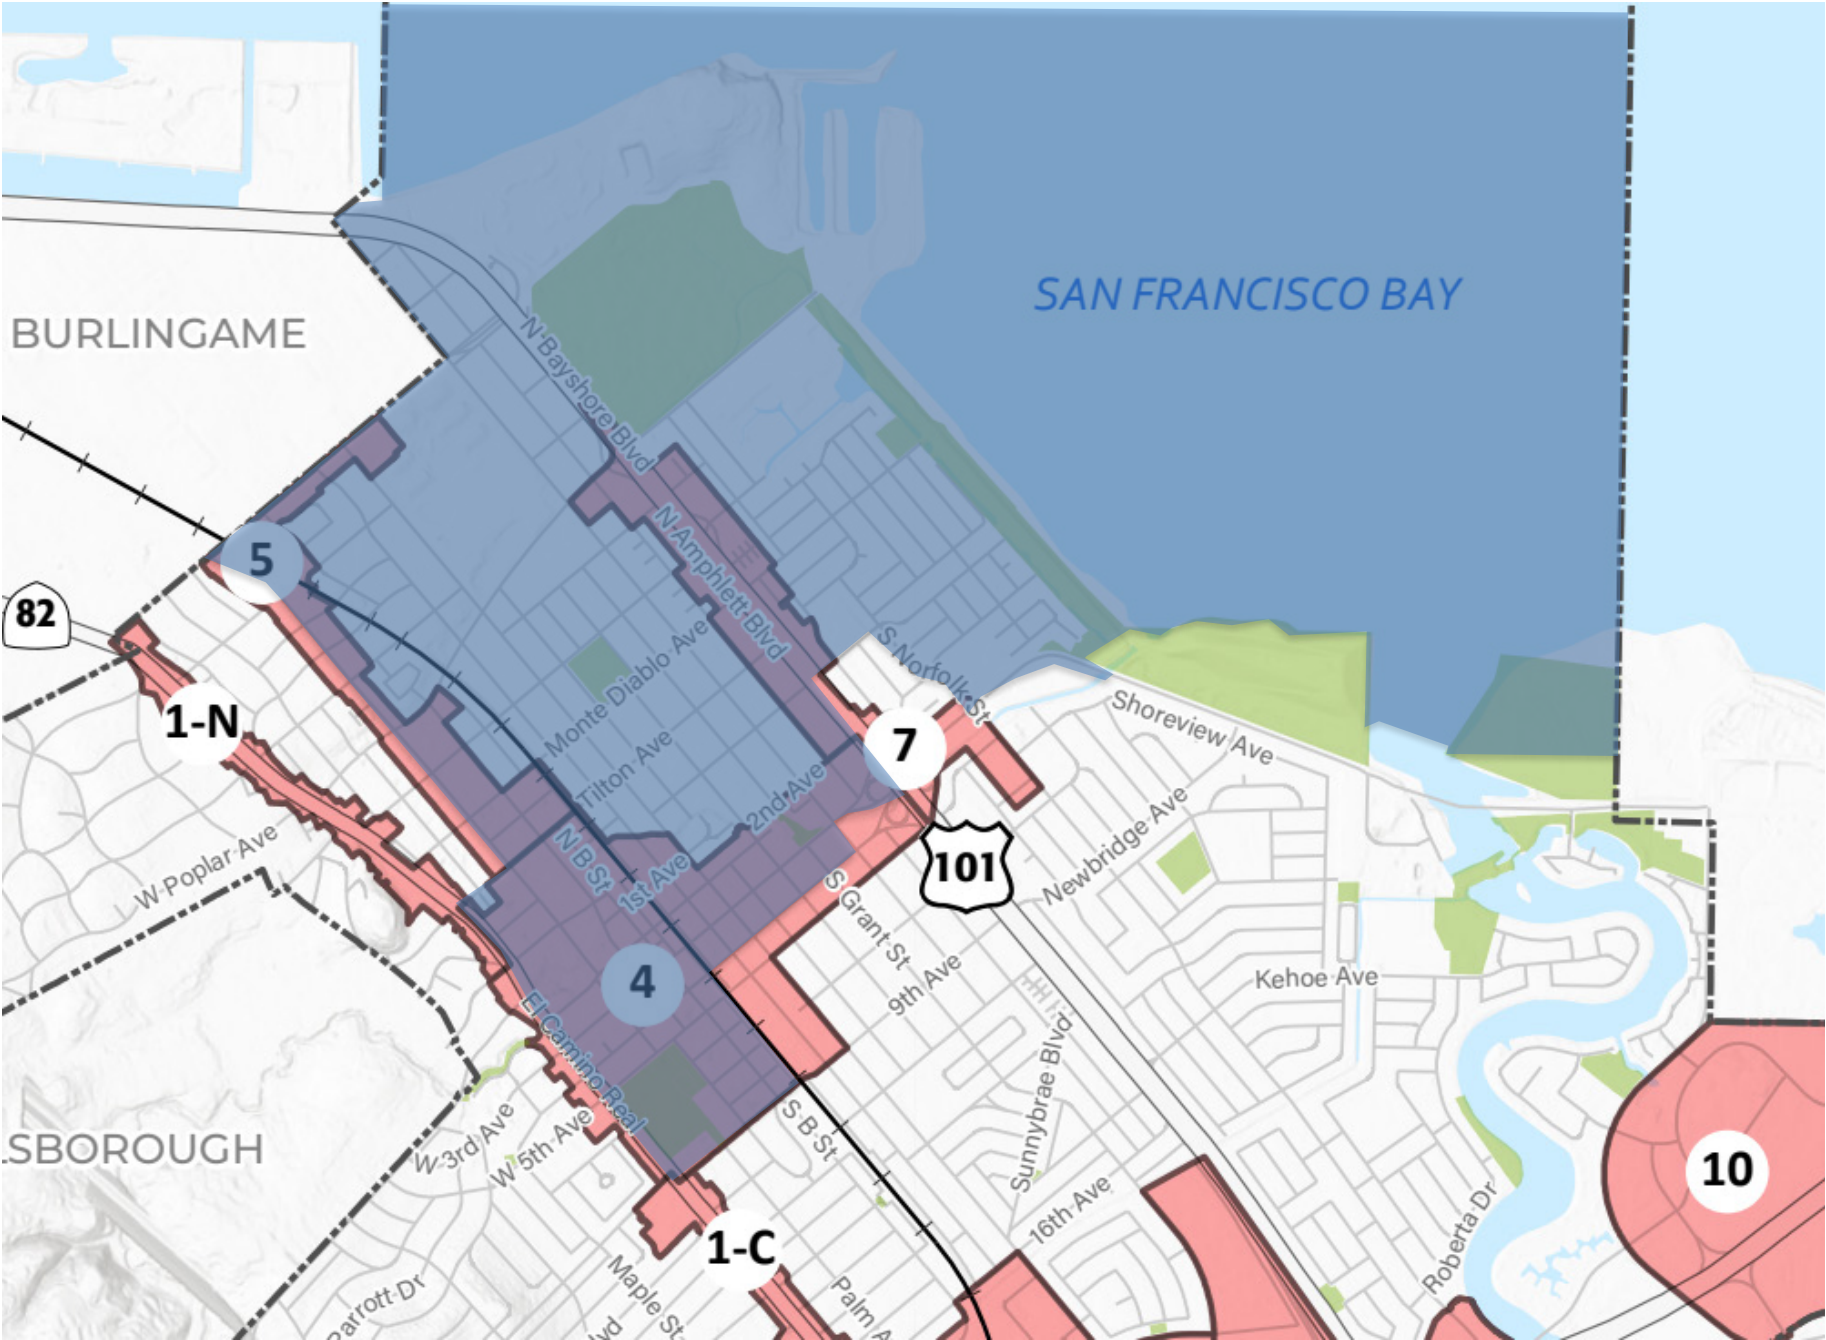 SAN FRANCISCO BAY
BURLINGAME
N Bayshore Blvd
5
N Amphlett Blvd
82
Monte Diablo Ave
S Norfolk St
1-N
7
Shoreview Ave
Tilton Ave
2nd Ave
W Poplar Ave
N B St
1st Ave
101
Newbridge Ave
S Grant St
9th Ave
Kehoe Ave
4
El Camino Real
Sunnybrae Blvd
LSBOROUGH
W 3rd Ave
W 5th Ave
S B St
10
16th Ave
Roberta Dr
1-C
Maple St
Palm A
Parrott Dr
lvd